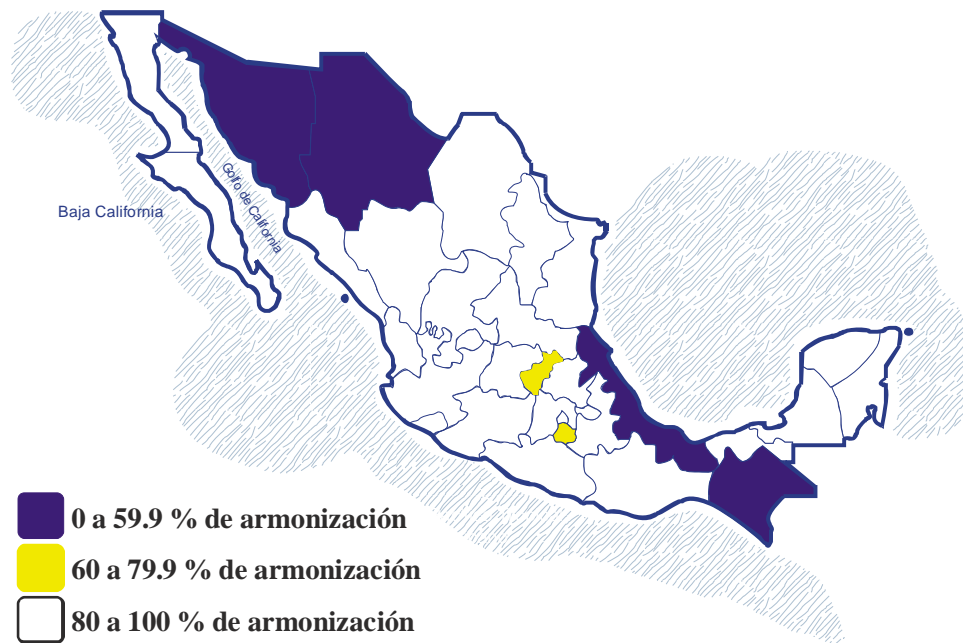 Golfo de California
Baja California
0 a 59.9 % de armonización
60 a 79.9 % de armonización
80 a 100 % de armonización